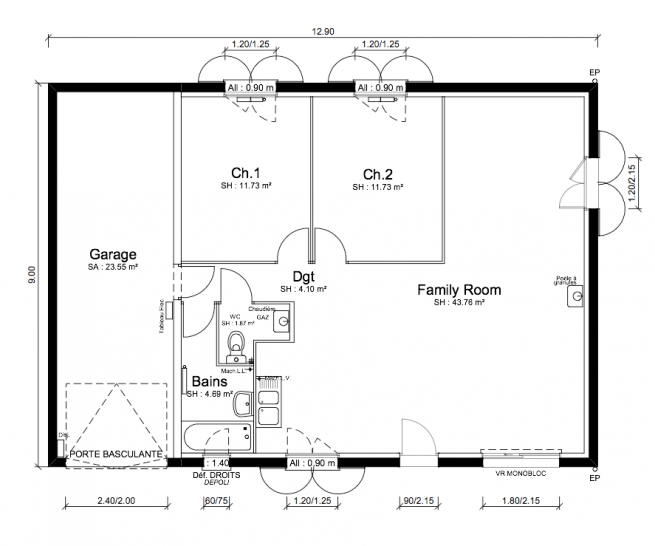 12.90
1.20/1.25
1.20/1.25
EP
All : 0.90 m
All : 0.90 m
9.00
Ch.1
SH : 11.73 m²
Ch.2
SH : 11.73 m²
1.20/2.15
Garage
SA : 23.55 m²
Dgt
SH : 4.10 m²
Family Room
SH : 43.76 m²
Poële à
granules
Tableau Elec.
WC
SH : 1.87 m²
Chaudière
GAZ
Mach.L.L
Mach.L.V
Bains
SH : 4.69 m²
PORTE BASCULANTE
: 1.40
All : 0.90 m
Déf. DROITS
DEPOLI
VR MONOBLOC
EP
2.40/2.00
60/75
1.20/1.25
90/2.15
1.80/2.15